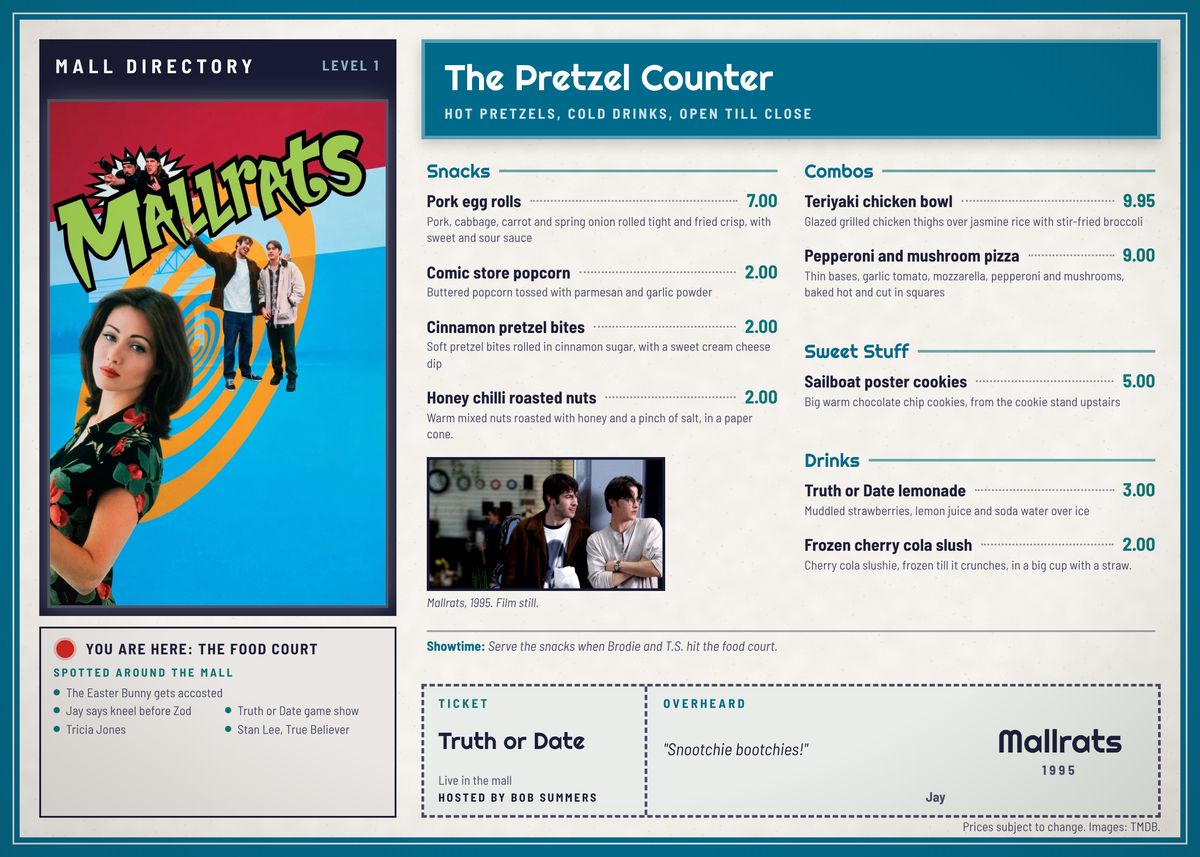 MALL DIRECTORY LEVEL 1
Mallrats
YOU ARE HERE: THE FOOD COURT
SPOTTED AROUND THE MALL
The Easter Bunny gets accosted
Jay says kneel before Zod
Truth or Date game show
Tricia Jones
Stan Lee, True Believer
The Pretzel Counter
HOT PRETZELS, COLD DRINKS, OPEN TILL CLOSE
Snacks
Pork egg rolls 7.00
Pork, cabbage, carrot and spring onion rolled tight and fried crisp, with
sweet and sour sauce
Comic store popcorn 2.00
Buttered popcorn tossed with parmesan and garlic powder
Cinnamon pretzel bites 2.00
Soft pretzel bites rolled in cinnamon sugar, with a sweet cream cheese
dip
Honey chilli roasted nuts 2.00
Warm mixed nuts roasted with honey and a pinch of salt, in a paper
cone.
Mallrats, 1995. Film still.
Combos
Teriyaki chicken bowl 9.95
Glazed grilled chicken thighs over jasmine rice with stir-fried broccoli
Pepperoni and mushroom pizza 9.00
Thin bases, garlic tomato, mozzarella, pepperoni and mushrooms,
baked hot and cut in squares
Sweet Stuff
Sailboat poster cookies 5.00
Big warm chocolate chip cookies, from the cookie stand upstairs
Drinks
Truth or Date lemonade 3.00
Muddled strawberries, lemon juice and soda water over ice
Frozen cherry cola slush 2.00
Cherry cola slushie, frozen till it crunches, in a big cup with a straw.
Showtime: Serve the snacks when Brodie and T.S. hit the food court.
TICKET
Truth or Date
Live in the mall
HOSTED BY BOB SUMMERS
OVERHEARD
"Snootchie bootchies!"
Jay
Mallrats
1995
Prices subject to change. Images: TMDB.